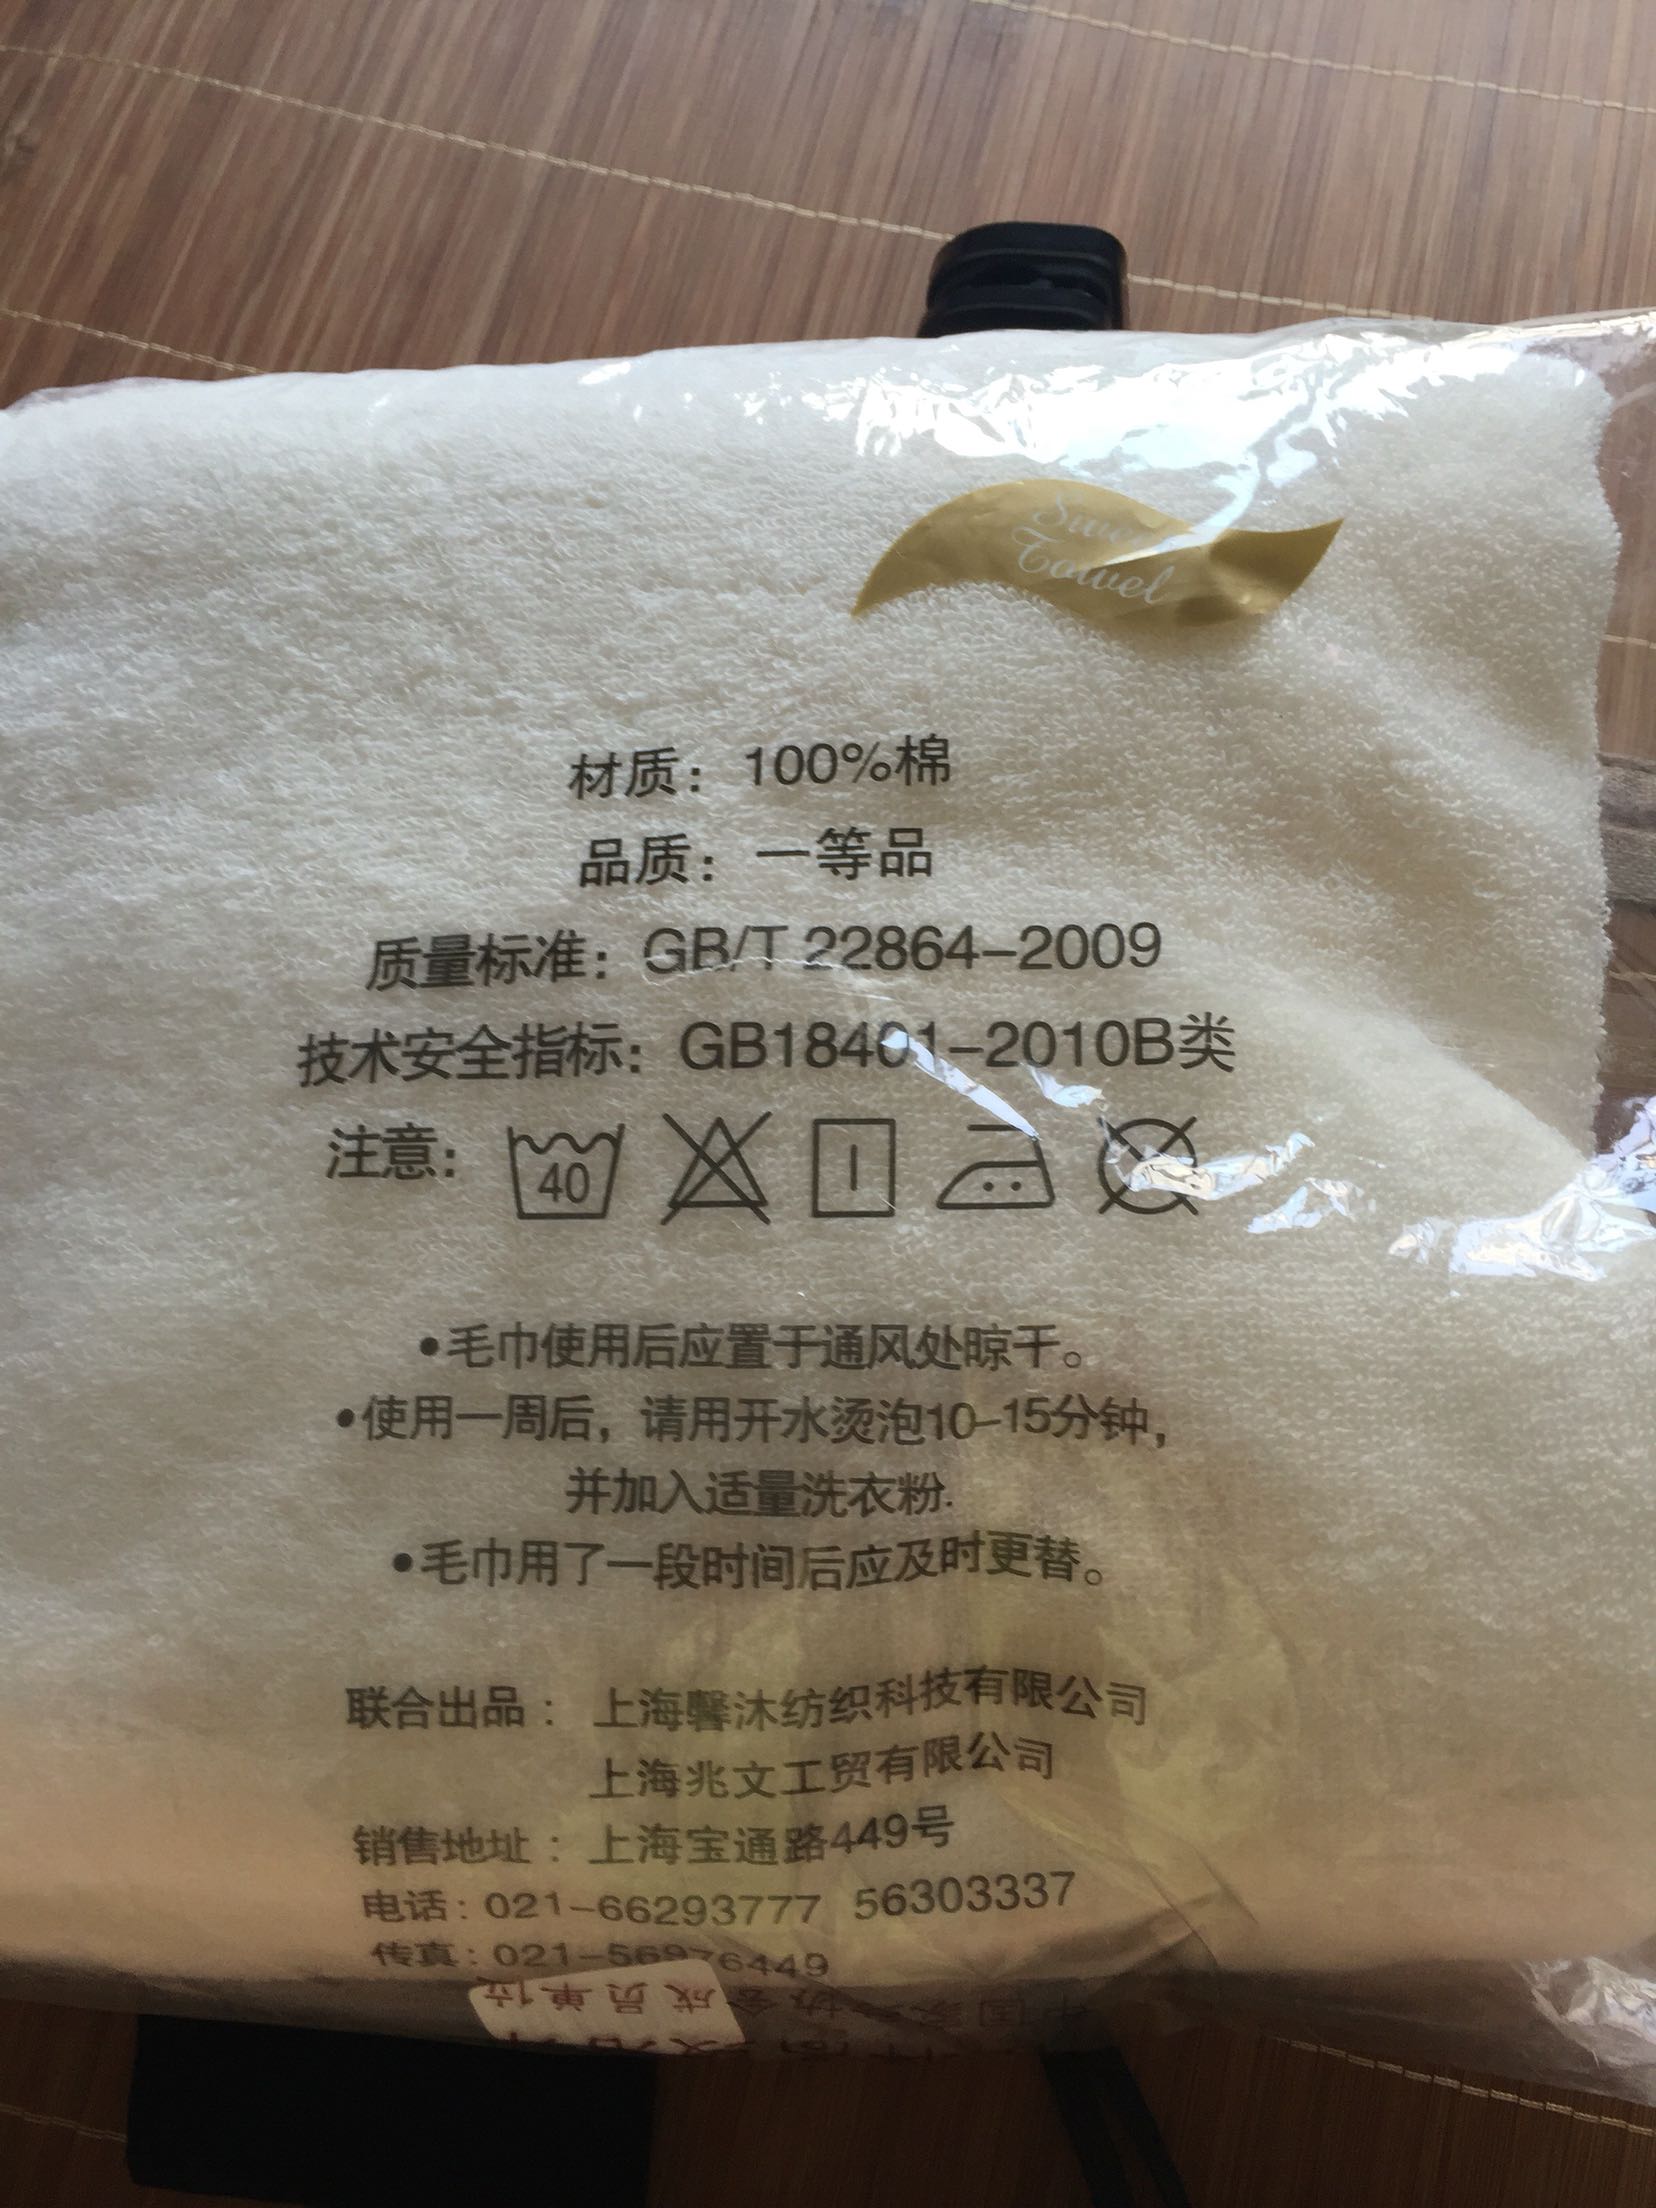 Sweet
Towel
材质：100%棉
品质：一等品
质量标准：GB/T 22864-2009
技术安全指标：GB18401-2010B类
注意：40
•毛巾使用后应置于通风处晾干。
•使用一周后，请用开水烫泡10-15分钟，
并加入适量洗衣粉.
•毛巾用了一段时间后应及时更替。
联合出品：上海馨沐纺织科技有限公司
上海兆文工贸有限公司
销售地址：上海宝通路449号
电话：021-66293777 56303337
传真：021-56976449
成员单位